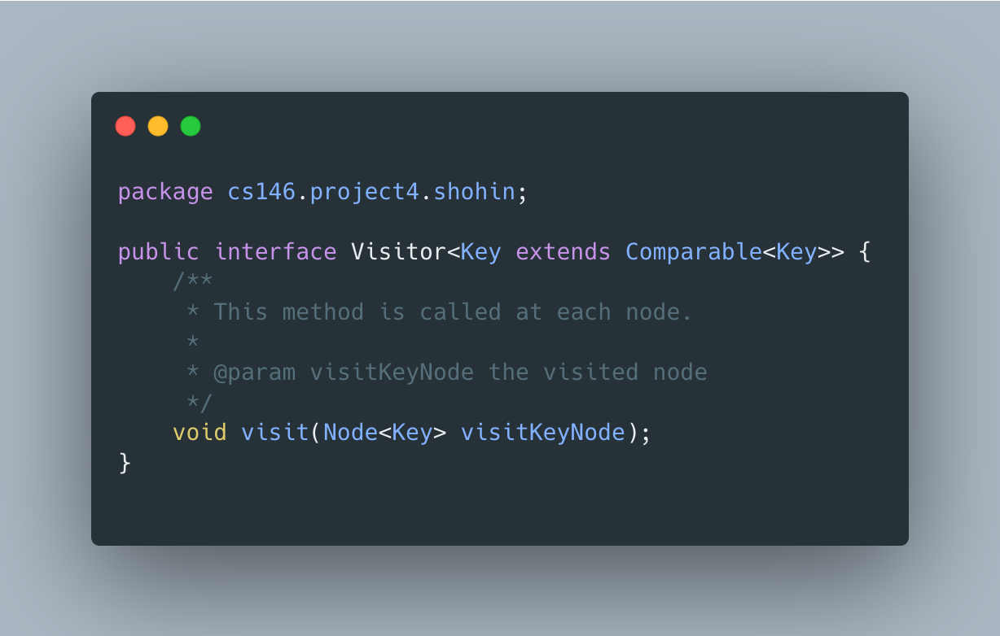 package cs146.project4.shohin;

public interface Visitor<Key extends Comparable<Key>> {
    /**
     * This method is called at each node.
     *
     * @param visitKeyNode the visited node
     */
    void visit(Node<Key> visitKeyNode);
}